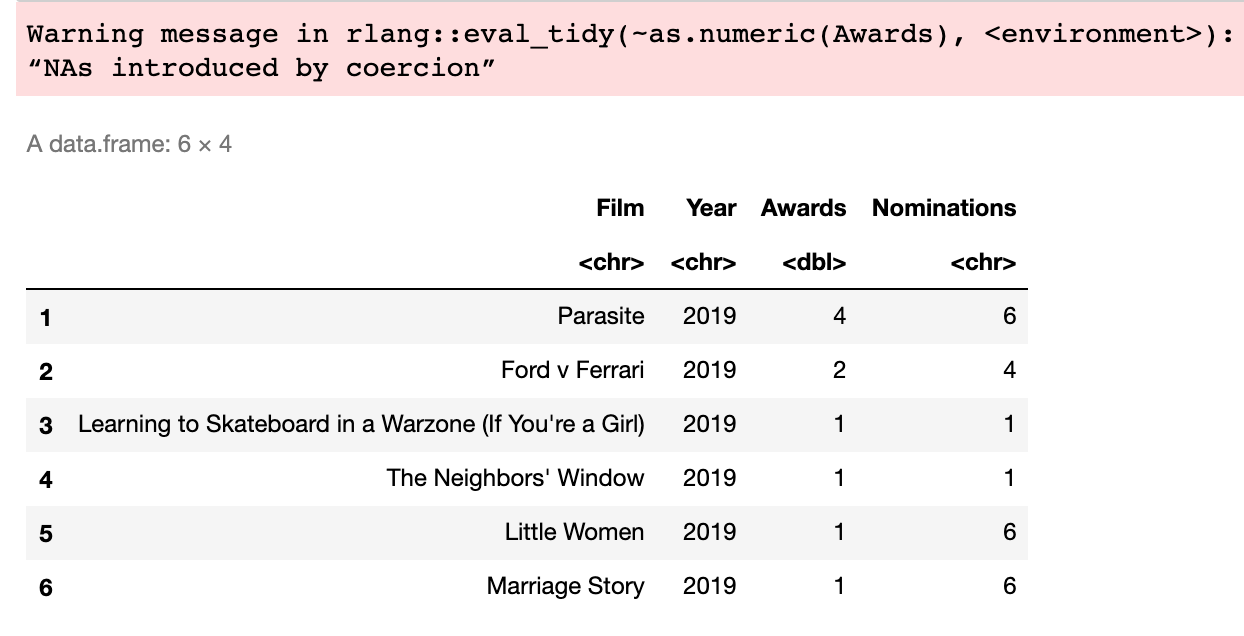 Warning message in rlang::eval_tidy(~as.numeric(Awards), <environment>):
“NAs introduced by coercion”
A data.frame: 6 × 4
Film Year Awards Nominations
<chr> <chr> <dbl> <chr>
1 Parasite 2019 4 6
2 Ford v Ferrari 2019 2 4
3 Learning to Skateboard in a Warzone (If You're a Girl) 2019 1 1
4 The Neighbors' Window 2019 1 1
5 Little Women 2019 1 6
6 Marriage Story 2019 1 6